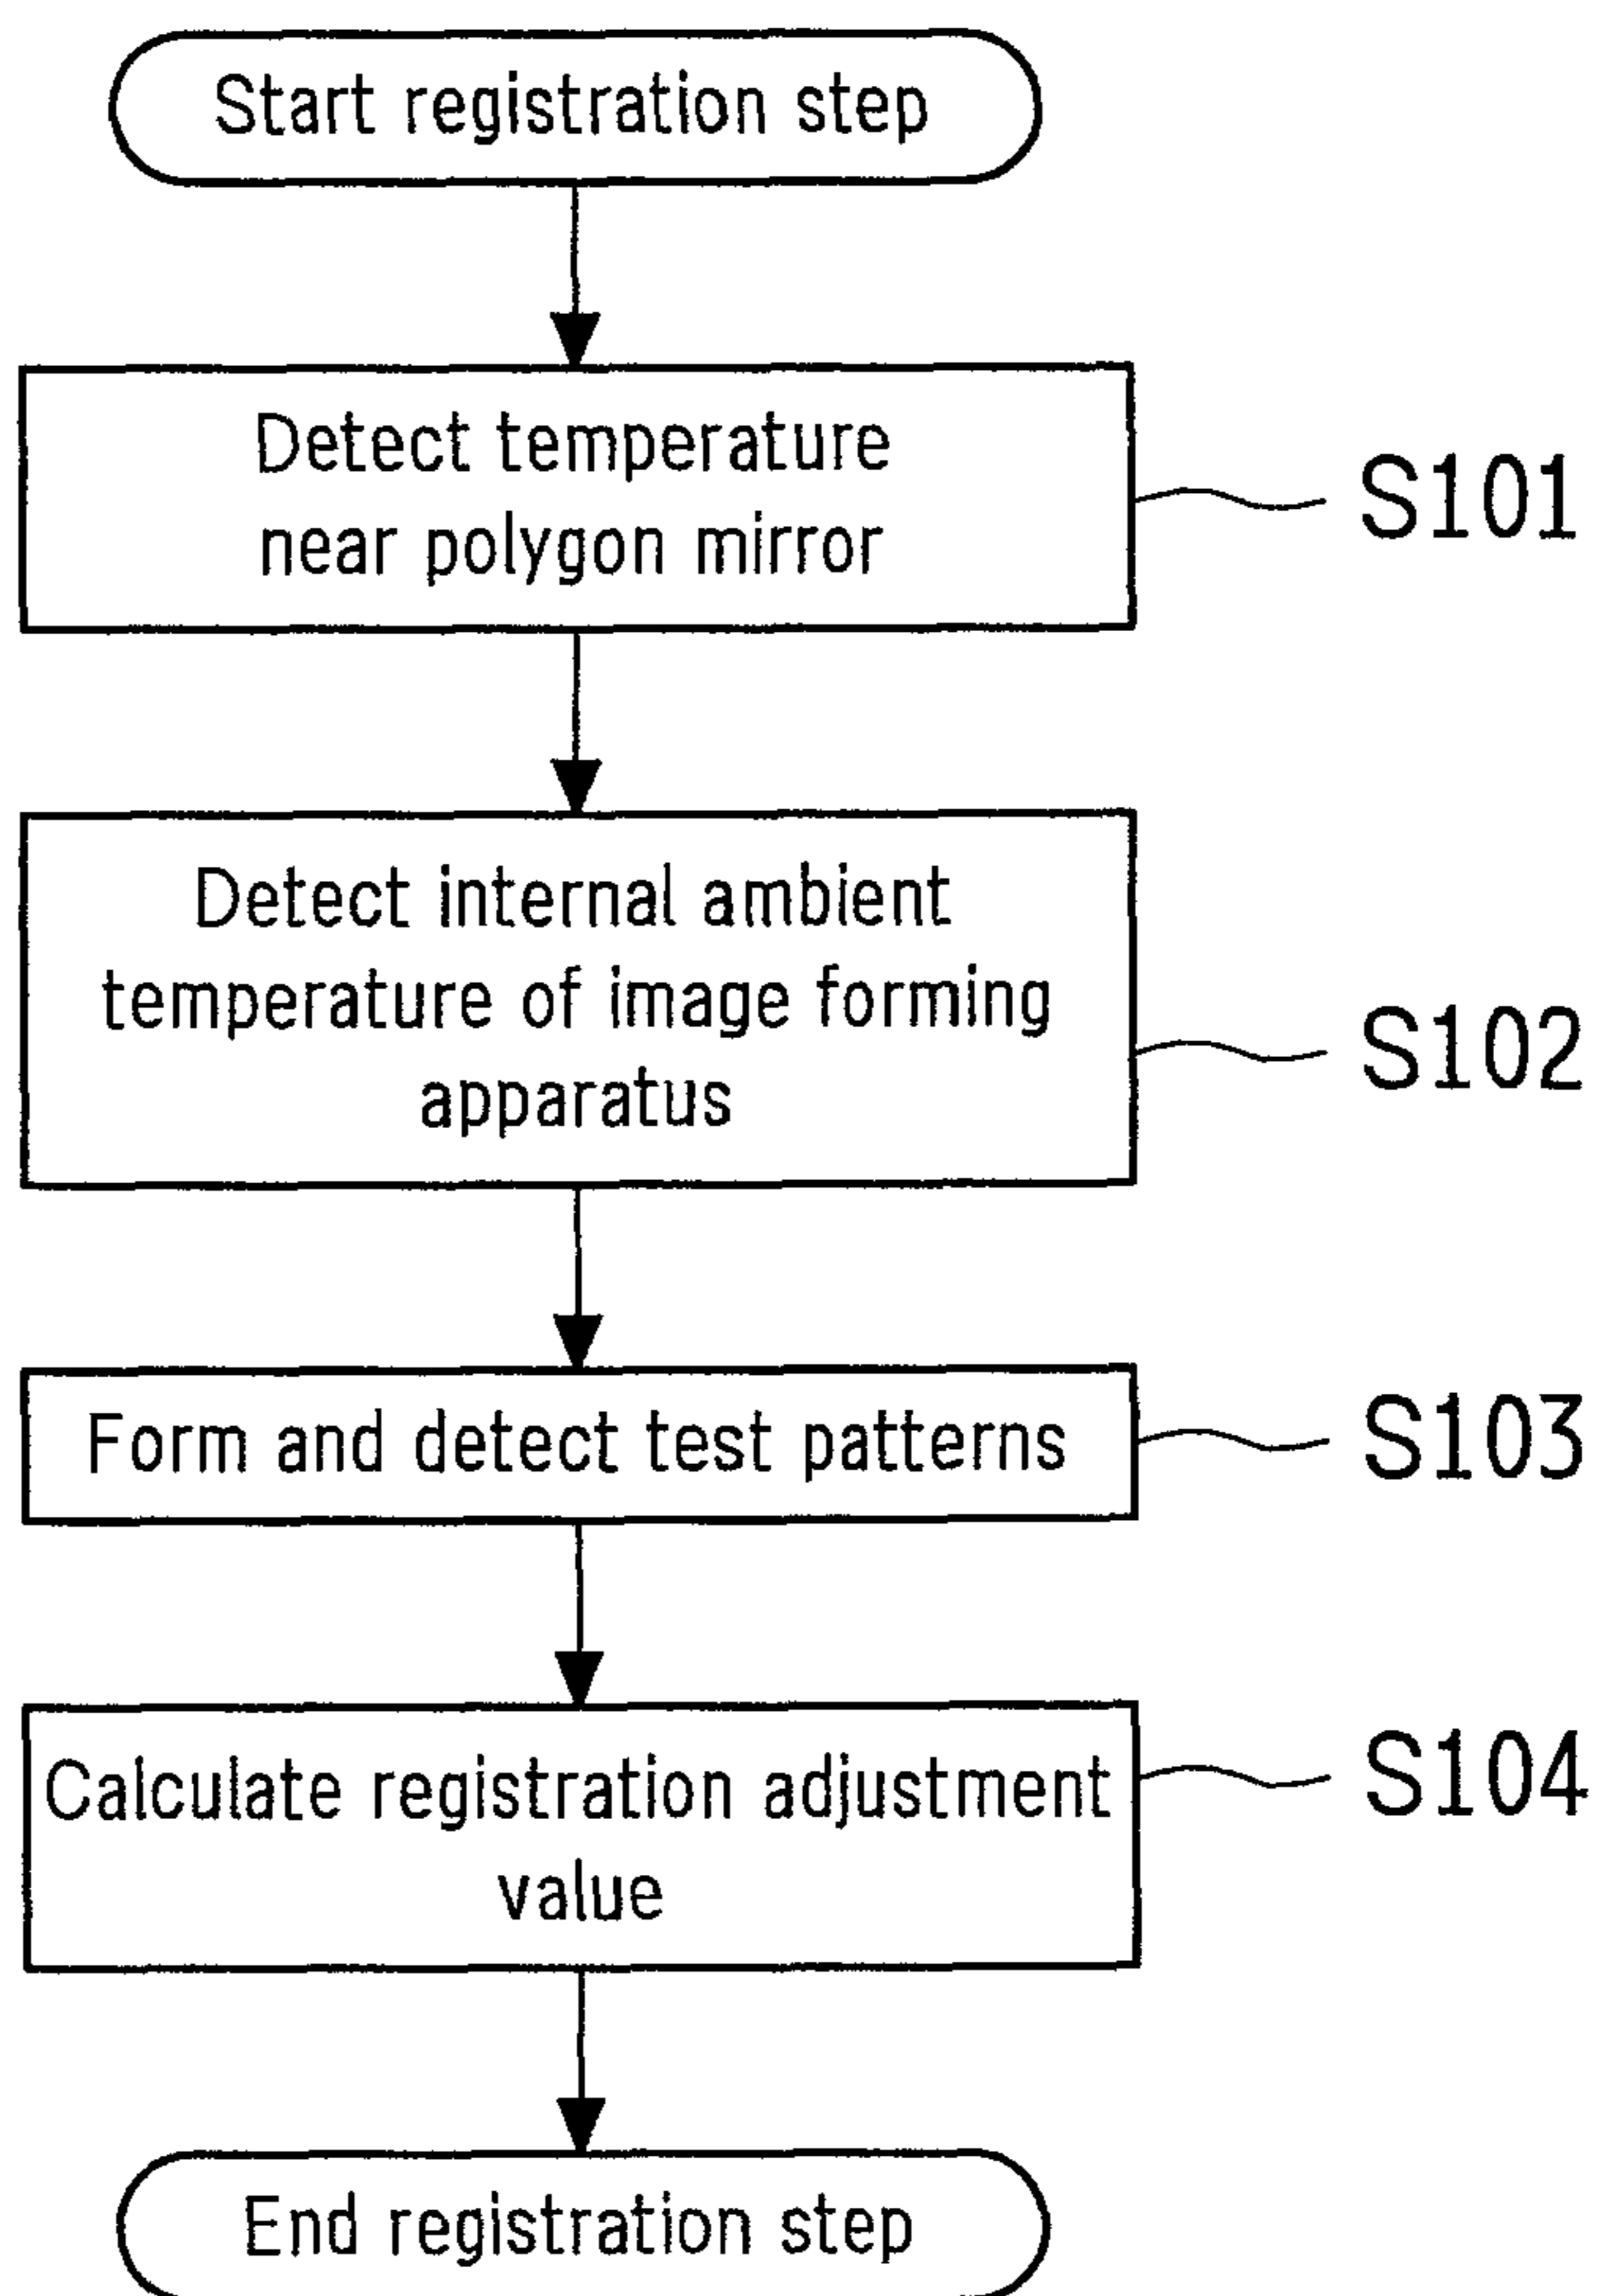 Start registration step
Detect temperature
near polygon mirror
S101
Detect internal ambient
temperature of image forming
apparatus
S102
Form and detect test patterns
S103
Calculate registration adjustment
value
S104
End registration step